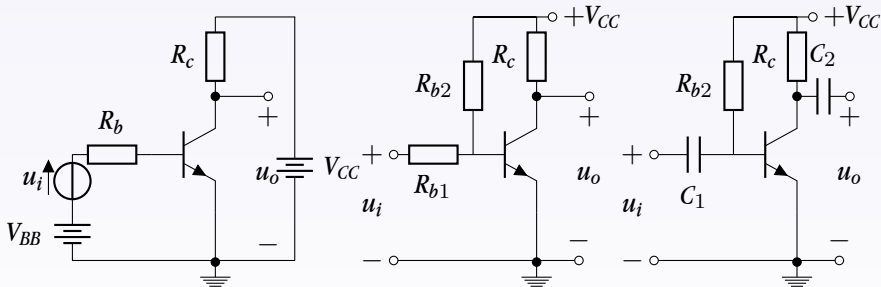 R_c
+
R_b
u_i
u_o
V_CC
V_BB
−
+V_CC
R_b2
R_c
+
+
R_b1
u_i
u_o
−
−
+V_CC
R_c
C_2
R_b2
+
+
C_1
u_i
u_o
−
−